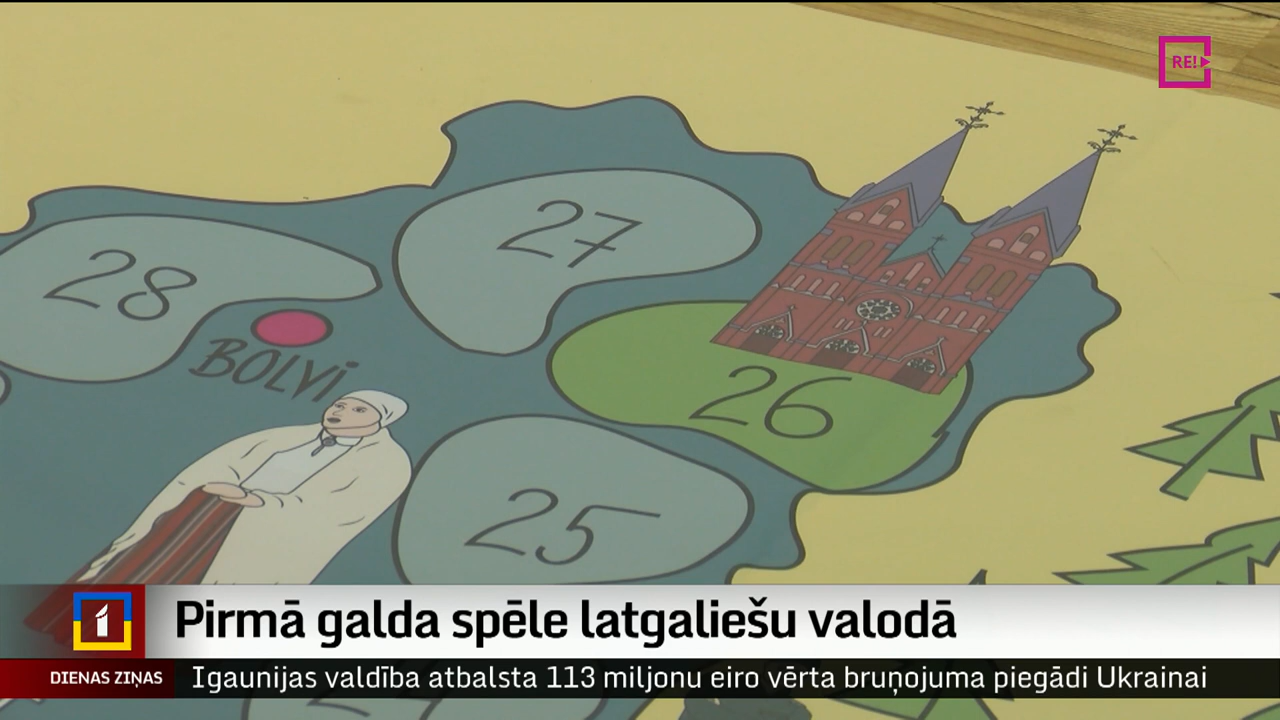 RE!
27
28
BOLVI
26
25
1
Pirmā galda spēle latgaliešu valodā
DIENAS ZIŅAS
Igaunijas valdība atbalsta 113 miljonu eiro vērta bruņojuma piegādi Ukrainai